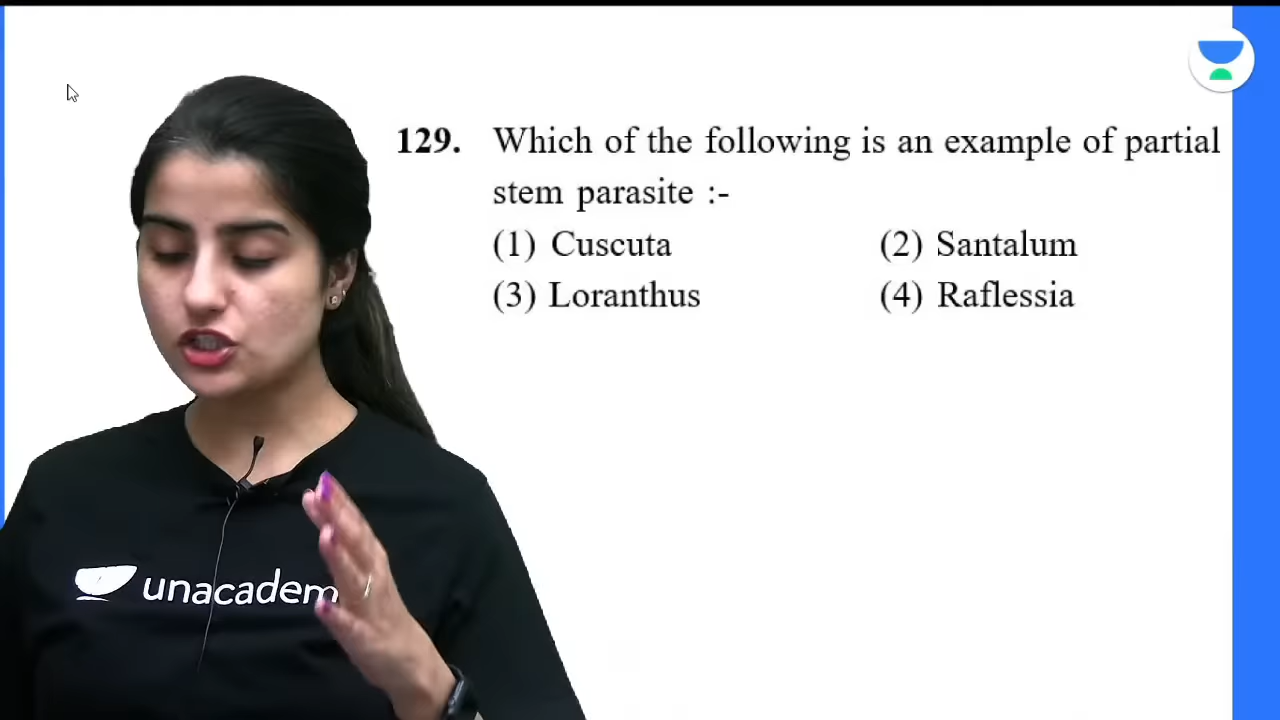 129. Which of the following is an example of partial
stem parasite :-
(1) Cuscuta (2) Santalum
(3) Loranthus (4) Raflessia
unacadem